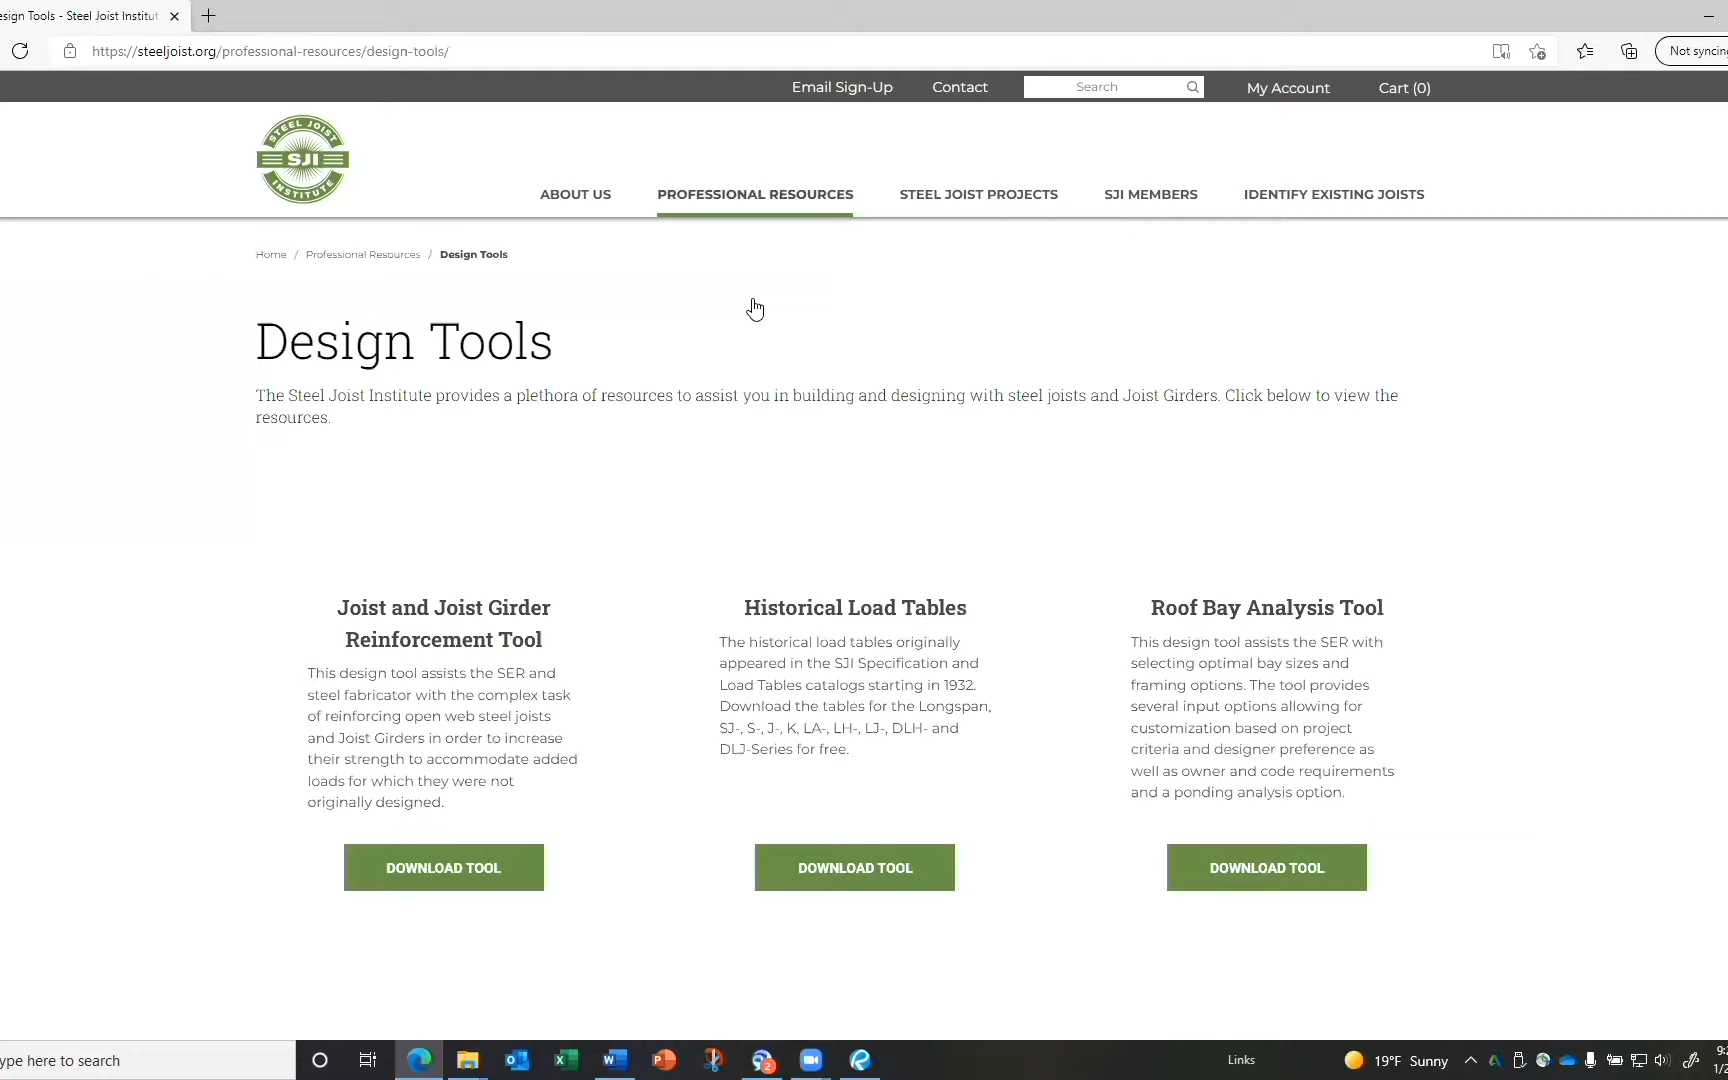 esign Tools - Steel Joist Institut
https://steeljoist.org/professional-resources/design-tools/
Not syncing
Email Sign-Up
Contact
Search
My Account
Cart (0)
STEEL JOIST
SJI
INSTITUTE
ABOUT US
PROFESSIONAL RESOURCES
STEEL JOIST PROJECTS
SJI MEMBERS
IDENTIFY EXISTING JOISTS
Home / Professional Resources / Design Tools
Design Tools
The Steel Joist Institute provides a plethora of resources to assist you in building and designing with steel joists and Joist Girders. Click below to view the
resources.
Joist and Joist Girder
Reinforcement Tool
This design tool assists the SER and
steel fabricator with the complex task
of reinforcing open web steel joists
and Joist Girders in order to increase
their strength to accommodate added
loads for which they were not
originally designed.
DOWNLOAD TOOL
Historical Load Tables
The historical load tables originally
appeared in the SJI Specification and
Load Tables catalogs starting in 1932.
Download the tables for the Longspan,
SJ-, S-, J-, K, LA-, LH-, LJ-, DLH- and
DLJ-Series for free.
DOWNLOAD TOOL
Roof Bay Analysis Tool
This design tool assists the SER with
selecting optimal bay sizes and
framing options. The tool provides
several input options allowing for
customization based on project
criteria and designer preference as
well as owner and code requirements
and a ponding analysis option.
DOWNLOAD TOOL
ype here to search
2
Links
19°F Sunny
9:
1/2